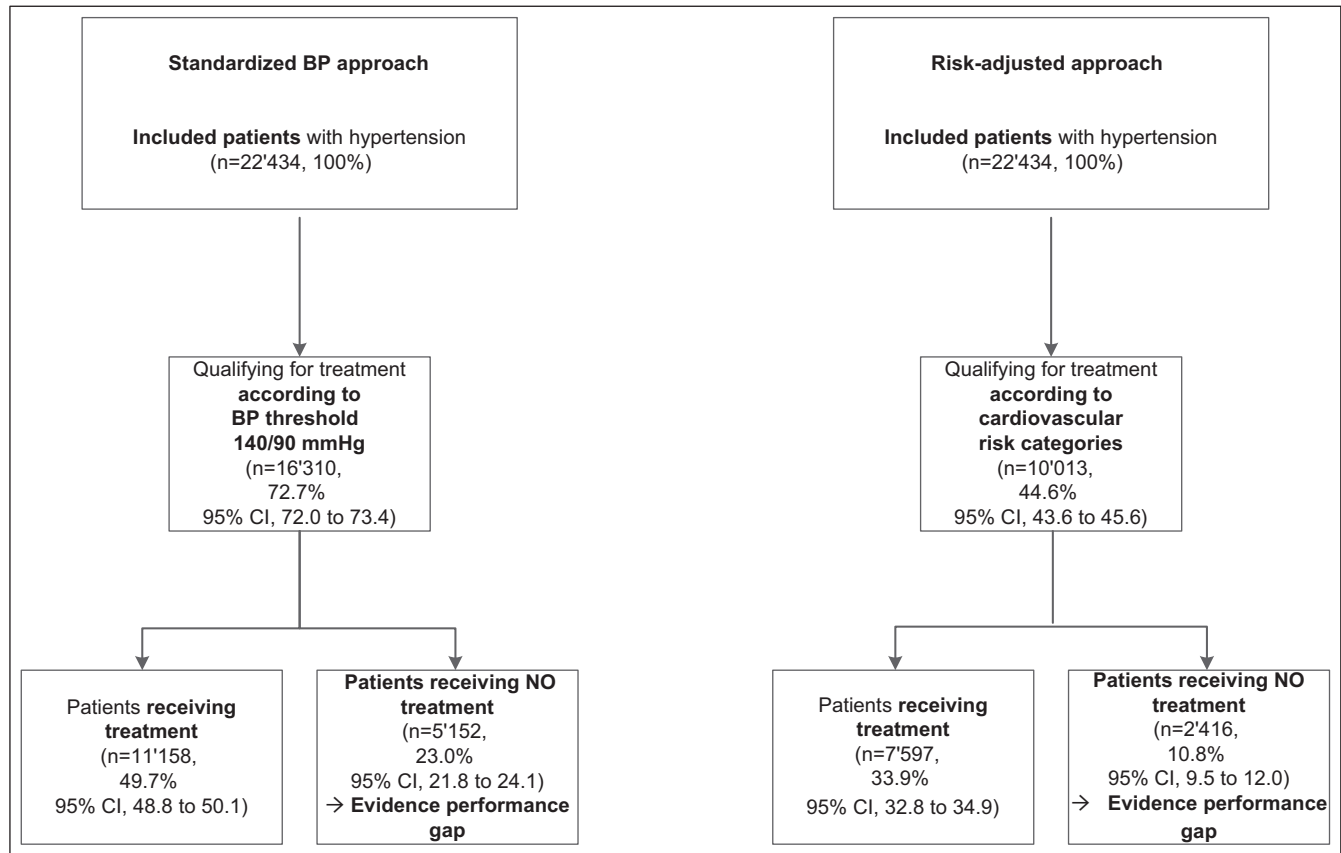 Standardized BP approach
Included patients with hypertension
(n=22'434, 100%)
Qualifying for treatment
according to
BP threshold
140/90 mmHg
(n=16'310,
72.7%
95% CI, 72.0 to 73.4)
Patients receiving
treatment
(n=11'158,
49.7%
95% CI, 48.8 to 50.1)
Patients receiving NO
treatment
(n=5'152,
23.0%
95% CI, 21.8 to 24.1)
→ Evidence performance
gap
Risk-adjusted approach
Included patients with hypertension
(n=22'434, 100%)
Qualifying for treatment
according to
cardiovascular
risk categories
(n=10'013,
44.6%
95% CI, 43.6 to 45.6)
Patients receiving
treatment
(n=7'597,
33.9%
95% CI, 32.8 to 34.9)
Patients receiving NO
treatment
(n=2'416,
10.8%
95% CI, 9.5 to 12.0)
→ Evidence performance
gap